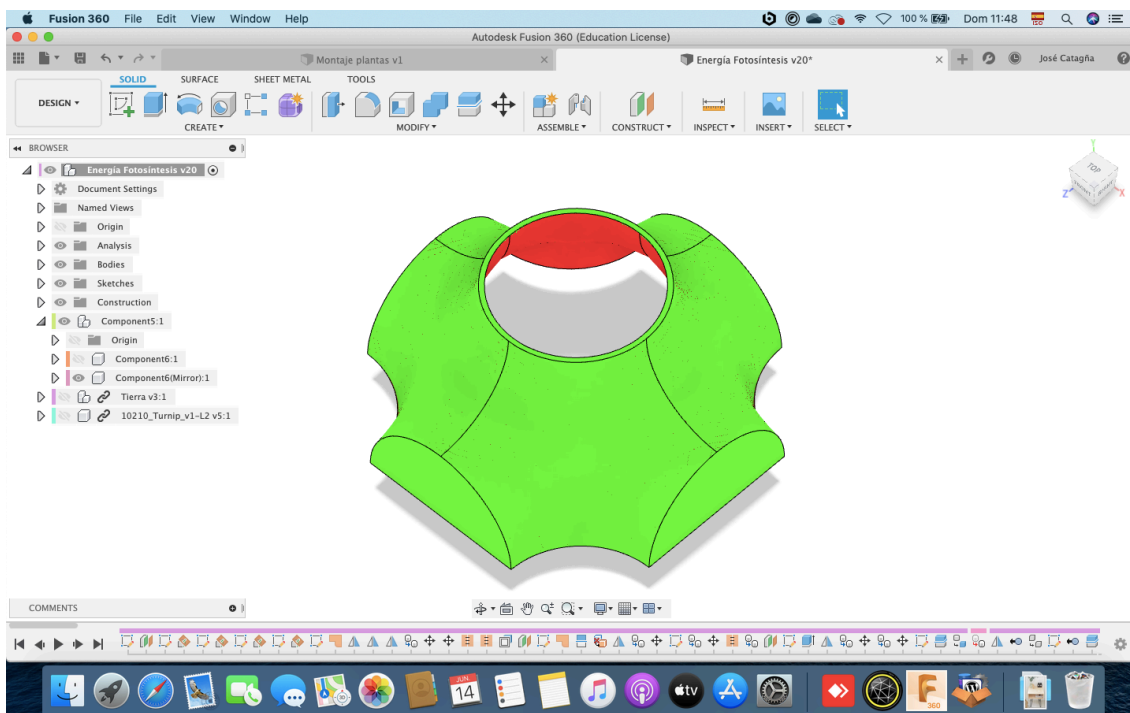 Fusion 360 File Edit View Window Help 100 % Dom 11:48 ISO
Autodesk Fusion 360 (Education License)
Montaje plantas v1 Energía Fotosíntesis v20* José Catagña
SOLID SURFACE SHEET METAL TOOLS
DESIGN
CREATE MODIFY ASSEMBLE CONSTRUCT INSPECT INSERT SELECT
BROWSER
Energía Fotosíntesis v20
Document Settings
Named Views
Origin
Analysis
Bodies
Sketches
Construction
Component5:1
Origin
Component6:1
Component6(Mirror):1
Tierra v3:1
10210_Turnip_v1-L2 v5:1
TOP
Z X Y
COMMENTS
JUN
14
tv
F
360